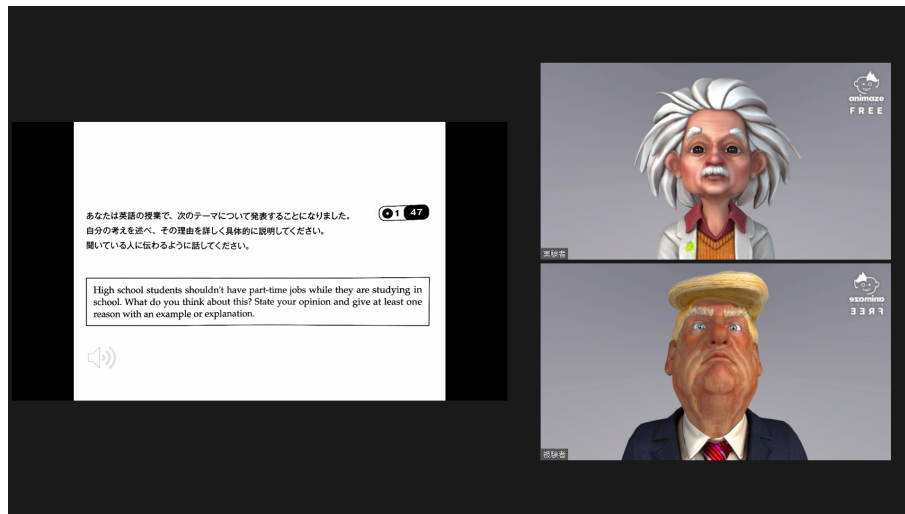 あなたは英語の授業で、次のテーマについて発表することになりました。
1 47
自分の考えを述べ、その理由を詳しく具体的に説明してください。
聞いている人に伝わるように話してください。
High school students shouldn't have part-time jobs while they are studying in
school. What do you think about this? State your opinion and give at least one
reason with an example or explanation.
animaze
FREE
実験者
animaze
FREE
被験者